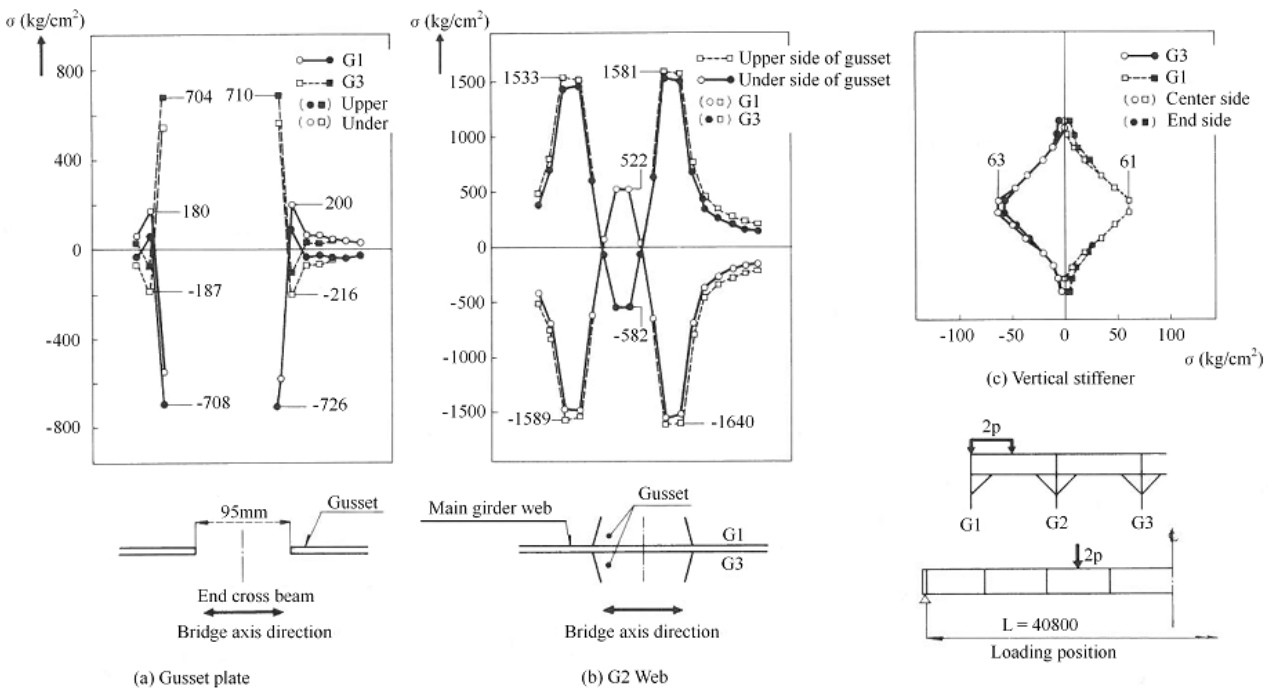 σ (kg/cm²)
800
400
0
-400
-800
G1
G3
Upper
Under
704
710
180
200
-187
-216
-708
-726
95mm
Gusset
End cross beam
Bridge axis direction
(a) Gusset plate
σ (kg/cm²)
1500
1000
500
0
-500
-1000
-1500
Upper side of gusset
Under side of gusset
G1
G3
1533
1581
522
-582
-1589
-1640
Gusset
Main girder web
G1
G3
Bridge axis direction
(b) G2 Web
G3
G1
Center side
End side
63
61
-100 -50 0 50 100
σ (kg/cm²)
(c) Vertical stiffener
2p
G1 G2 G3
℄
2p
L = 40800
Loading position